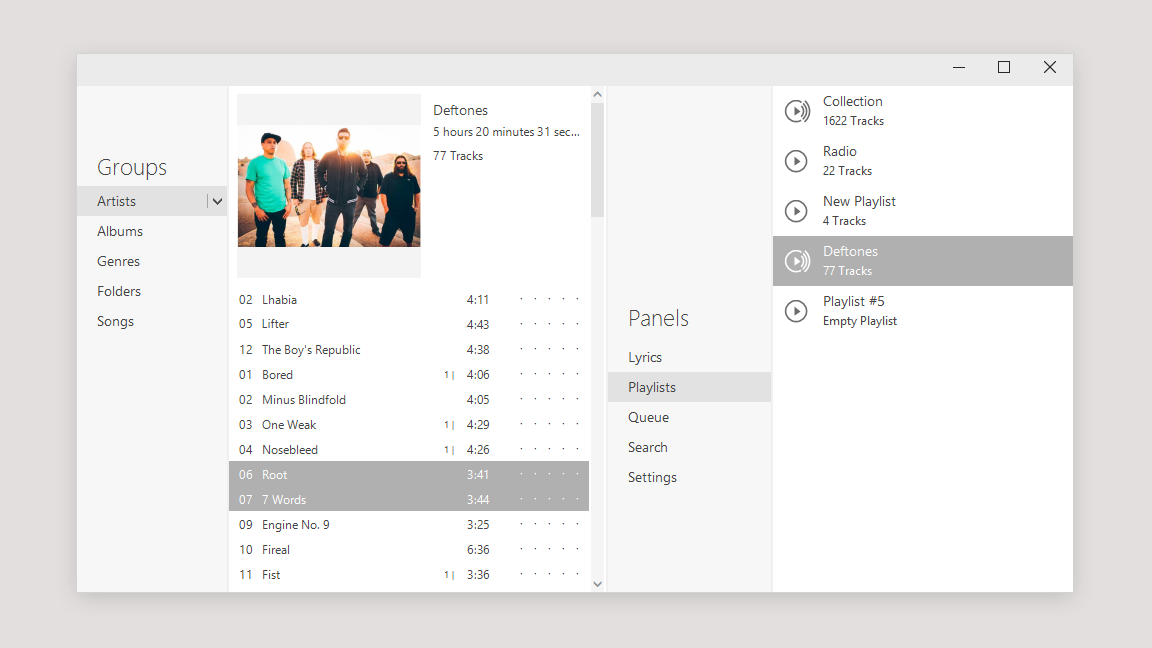 Groups
Artists
Albums
Genres
Folders
Songs
Deftones
5 hours 20 minutes 31 sec...
77 Tracks
02 Lhabia 4:11 · · · · ·
05 Lifter 4:43 · · · · ·
12 The Boy's Republic 4:38 · · · · ·
01 Bored 1 | 4:06 · · · · ·
02 Minus Blindfold 4:05 · · · · ·
03 One Weak 1 | 4:29 · · · · ·
04 Nosebleed 1 | 4:26 · · · · ·
06 Root 3:41 · · · · ·
07 7 Words 3:44 · · · · ·
09 Engine No. 9 3:25 · · · · ·
10 Fireal 6:36 · · · · ·
11 Fist 1 | 3:36 · · · · ·
Panels
Lyrics
Playlists
Queue
Search
Settings
Collection
1622 Tracks
Radio
22 Tracks
New Playlist
4 Tracks
Deftones
77 Tracks
Playlist #5
Empty Playlist